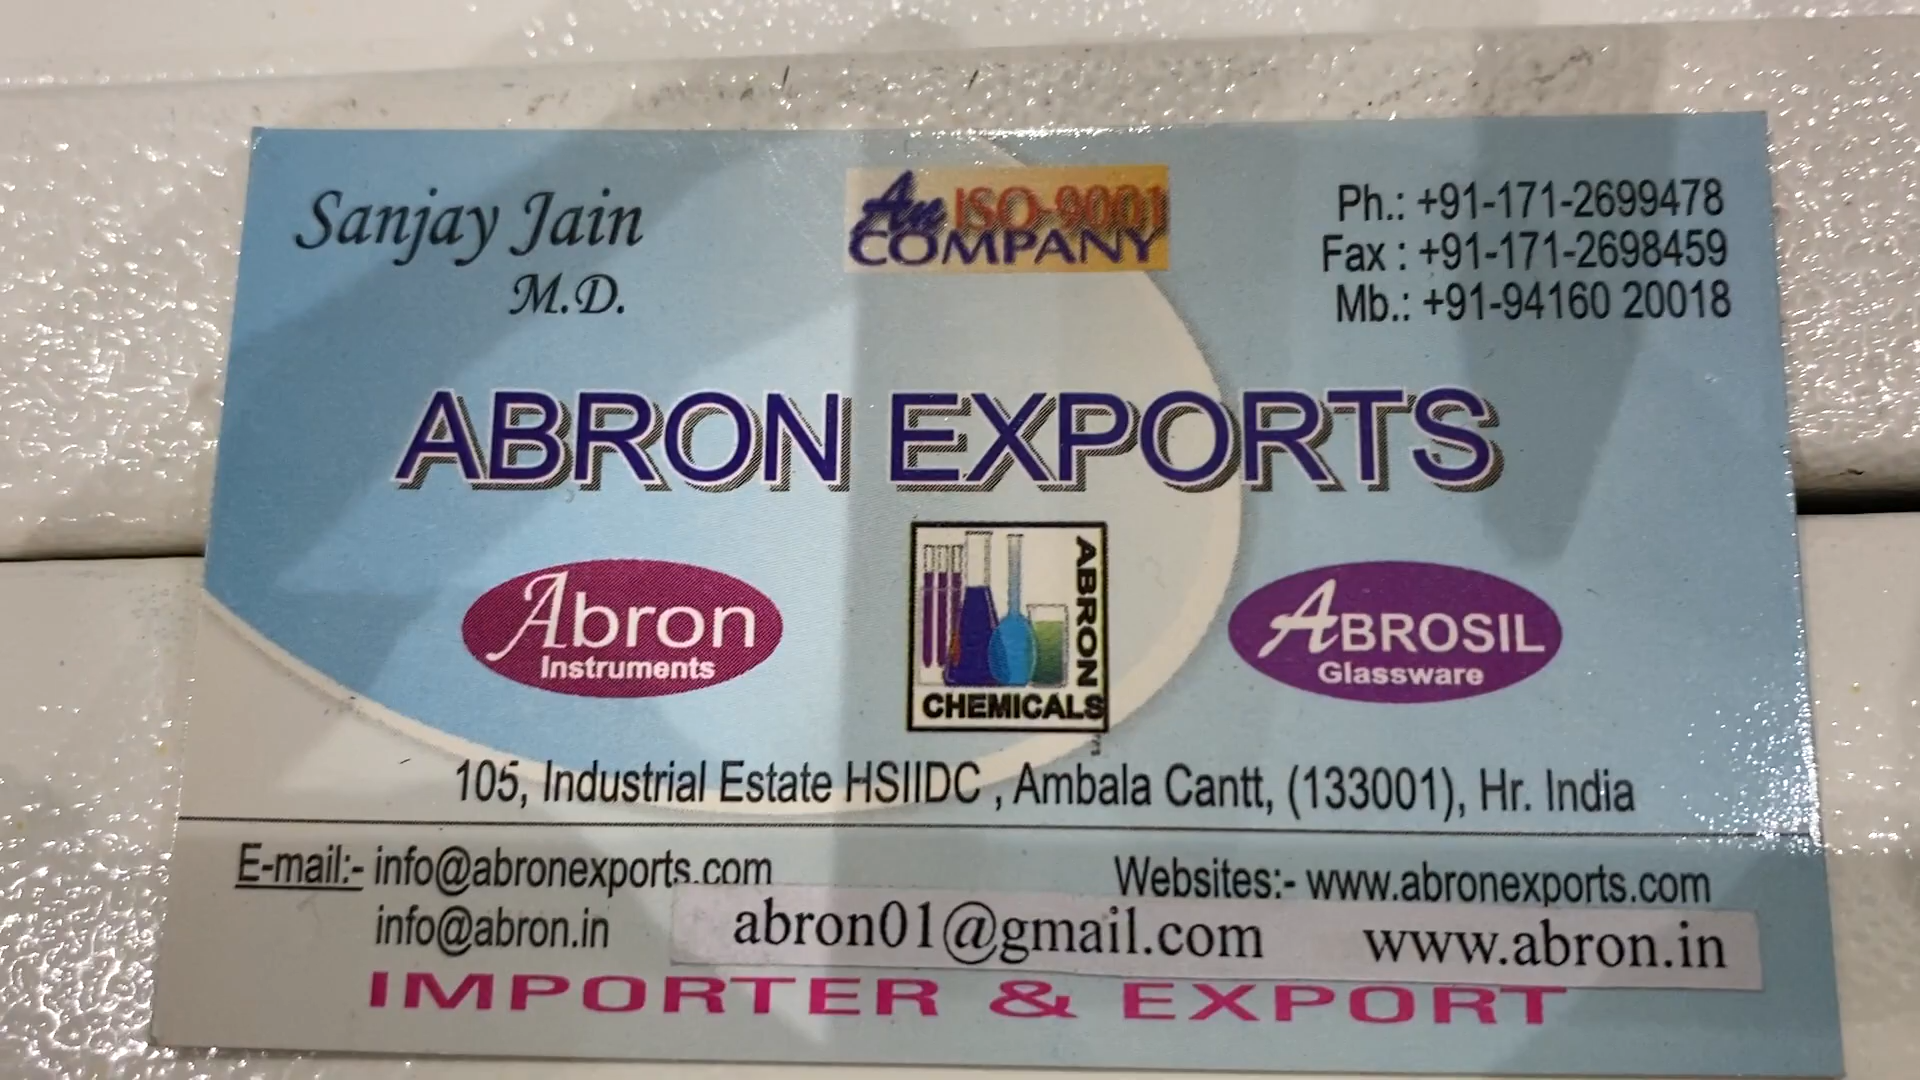 Sanjay Jain
M.D.
An ISO-9001
COMPANY
Ph.: +91-171-2699478
Fax : +91-171-2698459
Mb.: +91-94160 20018
ABRON EXPORTS
Abron
Instruments
ABRON
CHEMICALS
ABROSIL
Glassware
105, Industrial Estate HSIIDC , Ambala Cantt, (133001), Hr. India
E-mail:- info@abronexports.com
Websites:- www.abronexports.com
info@abron.in
abron01@gmail.com www.abron.in
IMPORTER & EXPORT